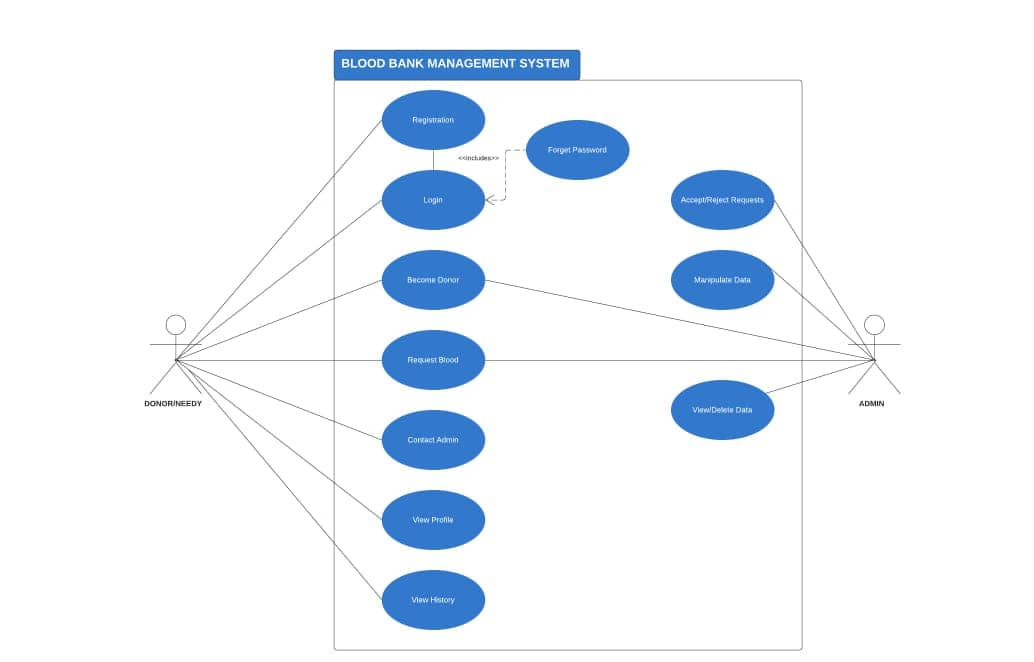 BLOOD BANK MANAGEMENT SYSTEM
Registration
<<includes>>
Forget Password
Login
Accept/Reject Requests
Become Donor
Manipulate Data
Request Blood
DONOR/NEEDY
ADMIN
View/Delete Data
Contact Admin
View Profile
View History